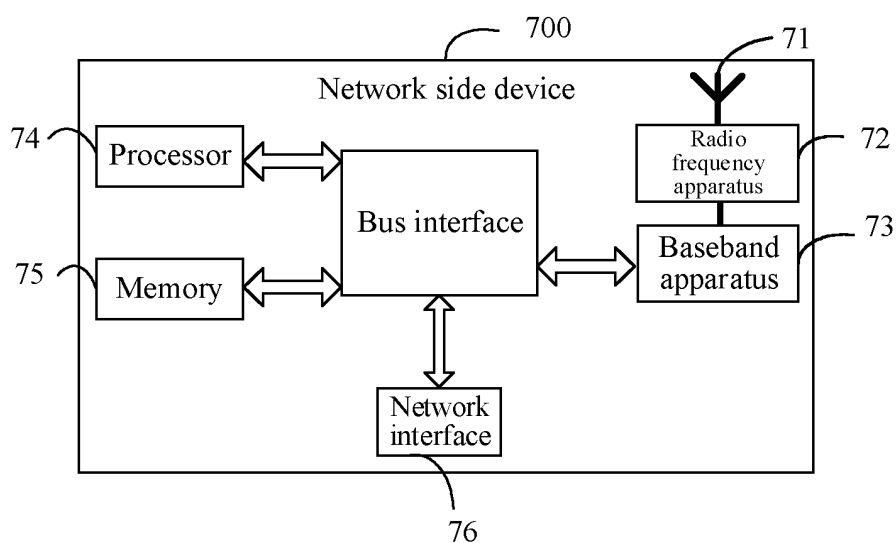 700
71
Network side device
74
Processor
Radio
frequency
apparatus
72
Bus interface
73
Baseband
apparatus
75
Memory
Network
interface
76